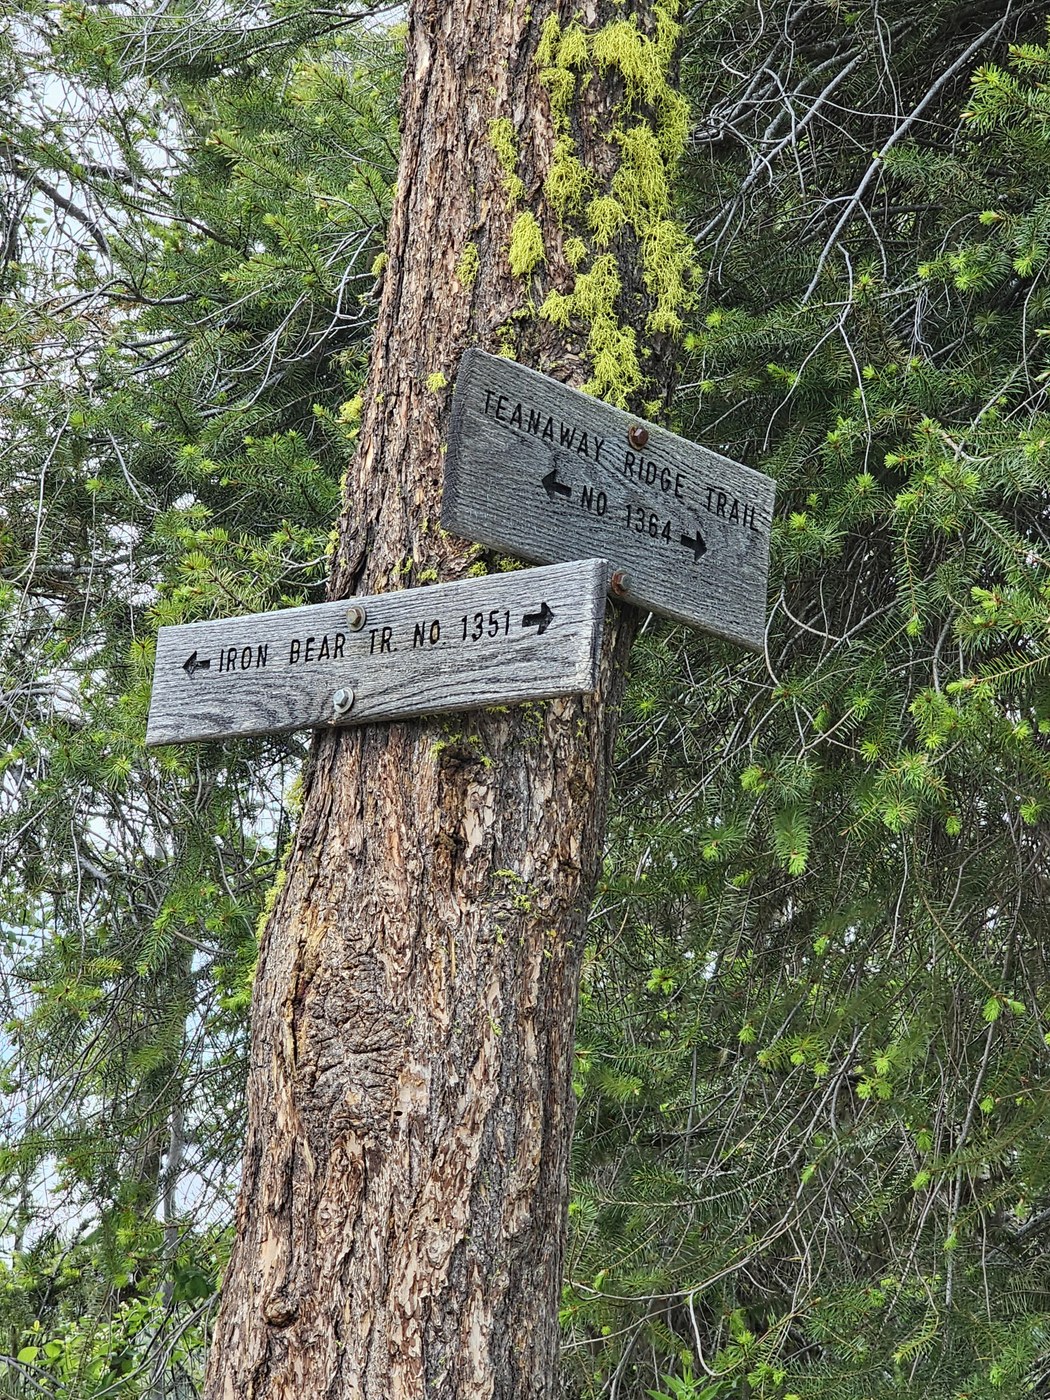 TEANAWAY RIDGE TRAIL
← NO 1364 →
← IRON BEAR TR. NO. 1351 →